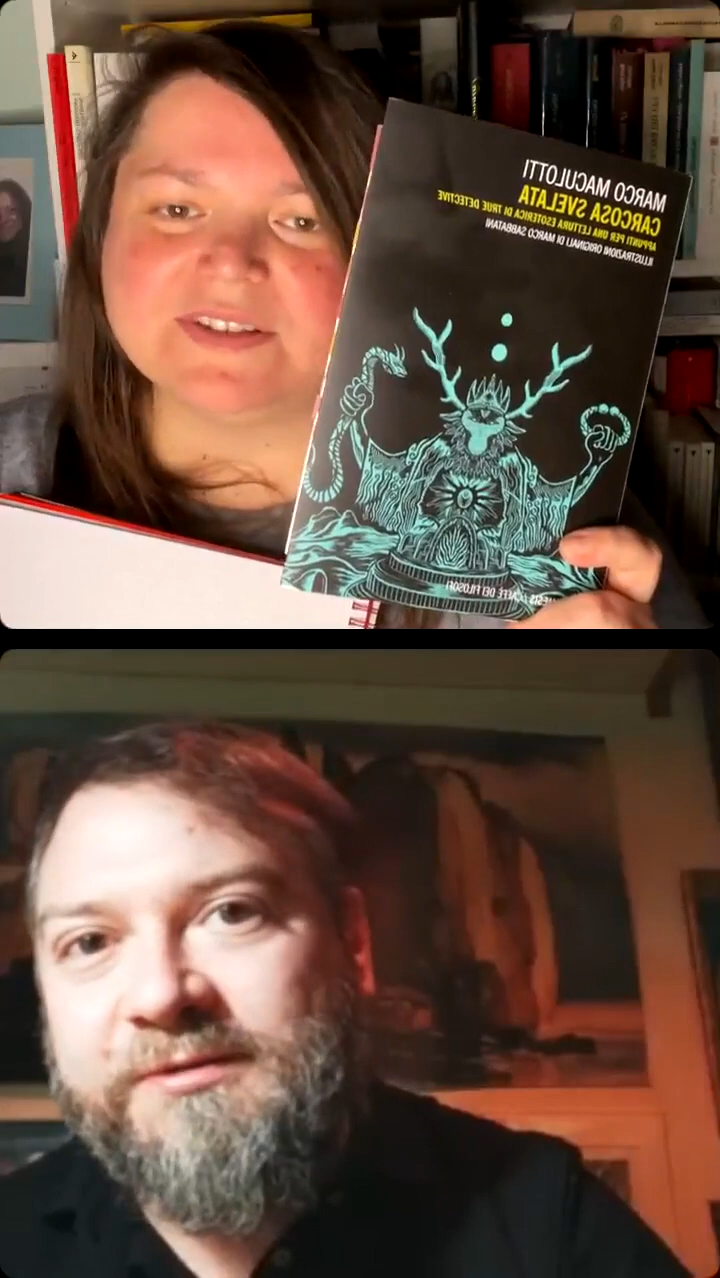 MARCO MACULOTTI
CARCOSA SVELATA
APPUNTI PER UNA LETTURA ESOTERICA DI TRUE DETECTIVE
ILLUSTRAZIONI ORIGINALI DI MARCO SABBATANI
CAFFÈ DEI FILOSOFI